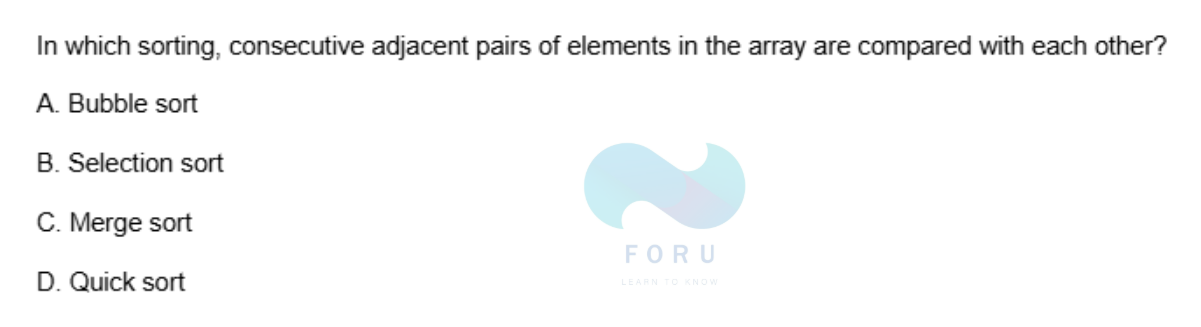 In which sorting, consecutive adjacent pairs of elements in the array are compared with each other?
A. Bubble sort
B. Selection sort
C. Merge sort
D. Quick sort
FORU
LEARN TO KNOW